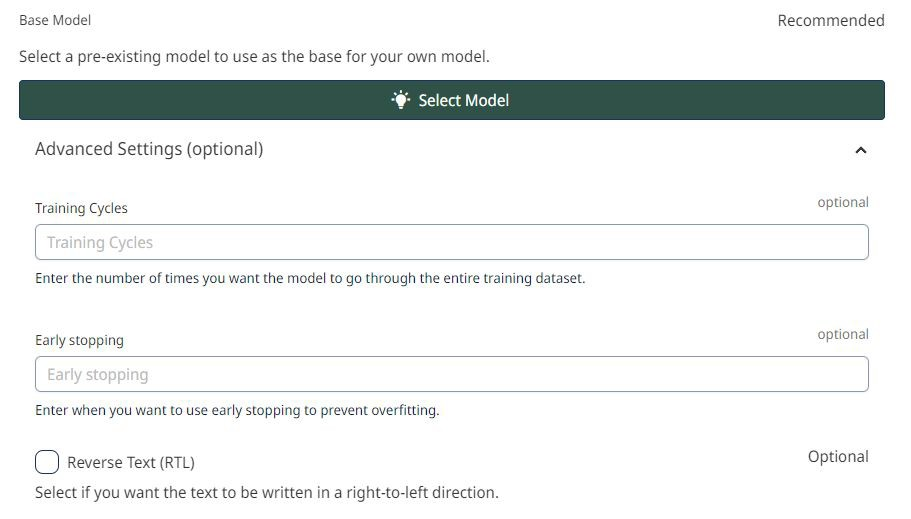 Base Model
Recommended
Select a pre-existing model to use as the base for your own model.
Select Model
Advanced Settings (optional)
Training Cycles
optional
Training Cycles
Enter the number of times you want the model to go through the entire training dataset.
Early stopping
optional
Early stopping
Enter when you want to use early stopping to prevent overfitting.
Reverse Text (RTL)
Optional
Select if you want the text to be written in a right-to-left direction.